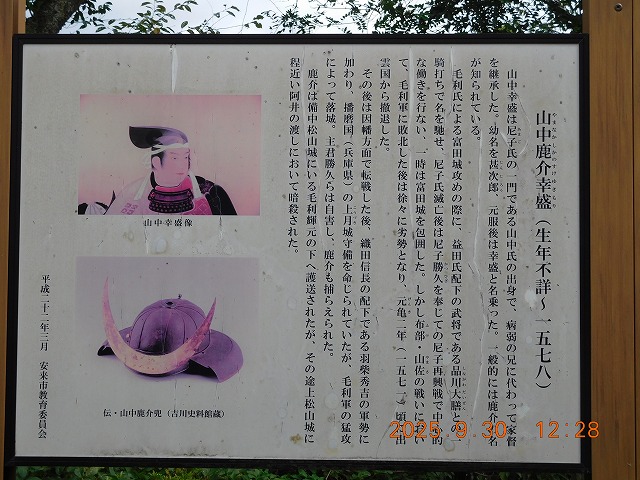 山中鹿介幸盛（生年不詳～一五七八）
やまなかしかのすけゆきもり
山中幸盛は尼子氏の一門である山中氏の出身で、病弱の兄に代わって家督
を継承した。幼名を甚次郎、元服後は幸盛と名乗った。一般的には鹿介の名
が知られている。
毛利氏による富田城攻めの際に、益田氏配下の武将である品川大膳との
騎打ちで名を馳せ、尼子氏滅亡後は尼子勝久を奉じての尼子再興戦で中心的
な働きを行ない、一時は富田城を包囲した。しかし布部・山佐の戦いにおい
て、毛利軍に敗北した後は徐々に劣勢となり、元亀二年（一五七一）頃に出
雲国から撤退した。
その後は因幡方面で転戦した後、織田信長の配下である羽柴秀吉の軍勢に
加わり、播磨国（兵庫県）の上月城守備を命じられていたが、毛利軍の猛攻
によって落城。主君勝久らは自害し、鹿介も捕らえられた。
鹿介は備中松山城にいる毛利輝元の下へ護送されたが、その途上松山城に
程近い阿井の渡しにおいて暗殺された。
平成二十二年三月　安来市教育委員会
山中幸盛像
伝・山中鹿介兜（吉川史料館蔵）
2025. 9.30 12:28